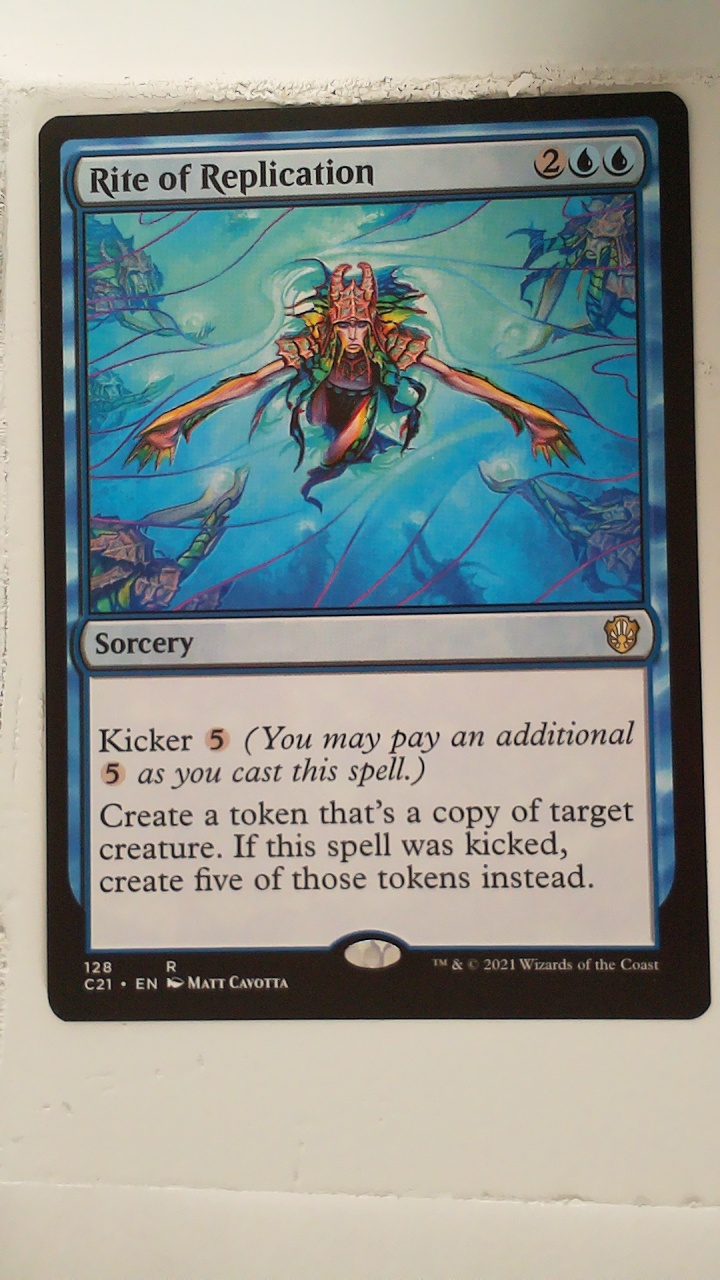 Rite of Replication 2
Sorcery
Kicker 5 (You may pay an additional
5 as you cast this spell.)
Create a token that's a copy of target
creature. If this spell was kicked,
create five of those tokens instead.
128 R
C21 • EN MATT CAVOTTA
™ & © 2021 Wizards of the Coast